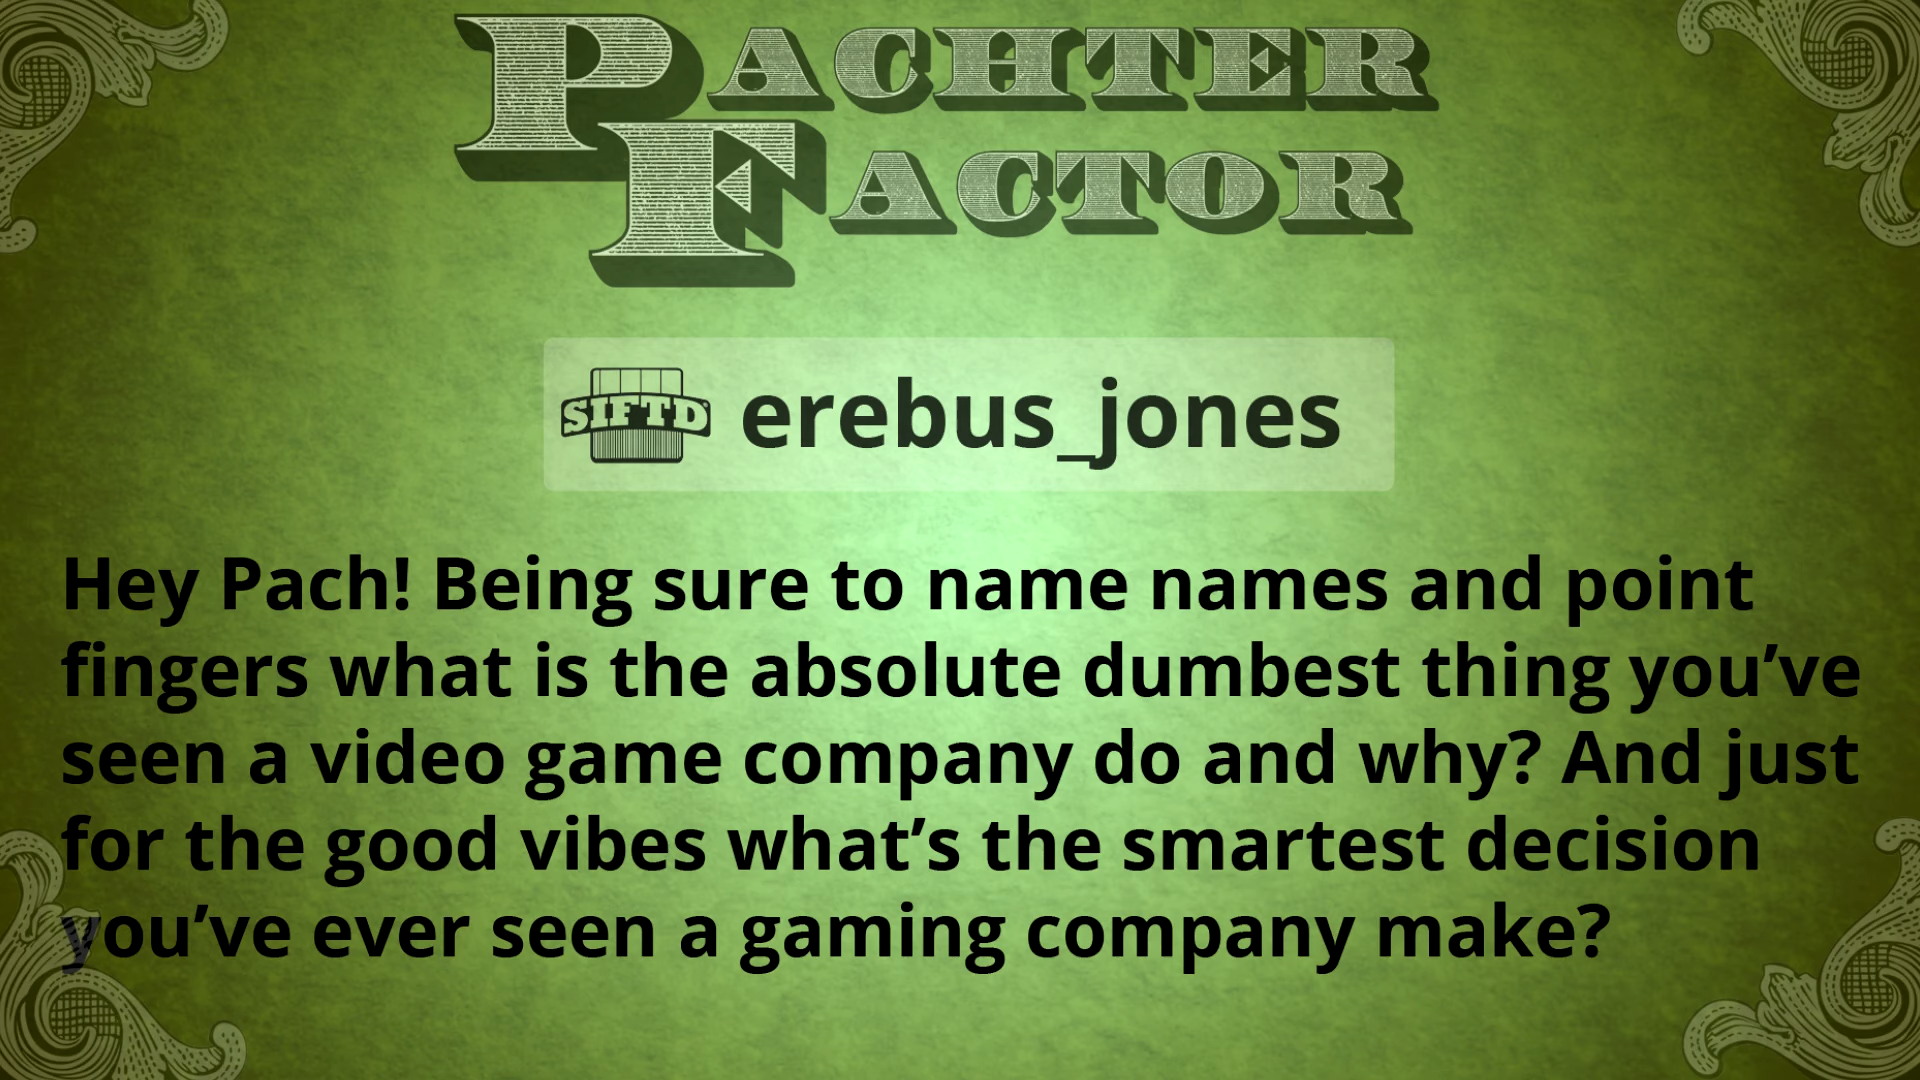 PACHTER
FACTOR
SIFTD
erebus_jones
Hey Pach! Being sure to name names and point
fingers what is the absolute dumbest thing you’ve
seen a video game company do and why? And just
for the good vibes what’s the smartest decision
you’ve ever seen a gaming company make?